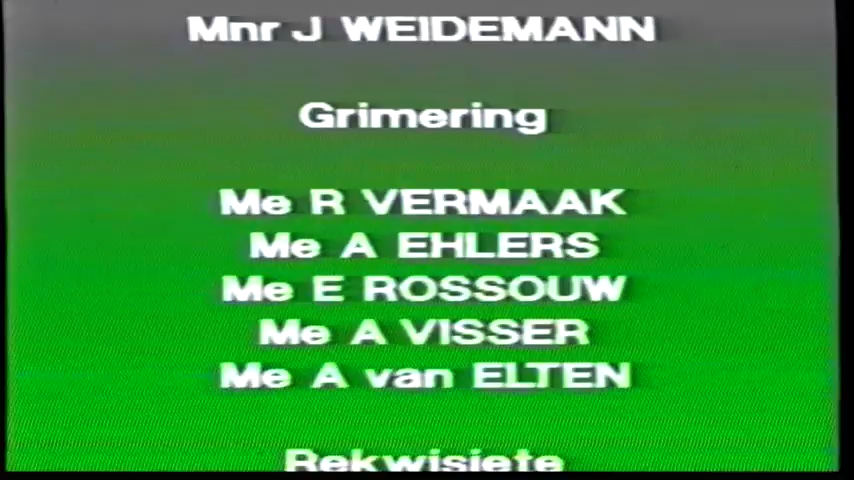 Mnr J WEIDEMANN
Grimering
Me R VERMAAK
Me A EHLERS
Me E ROSSOUW
Me A VISSER
Me A van ELTEN
Rekwisiete